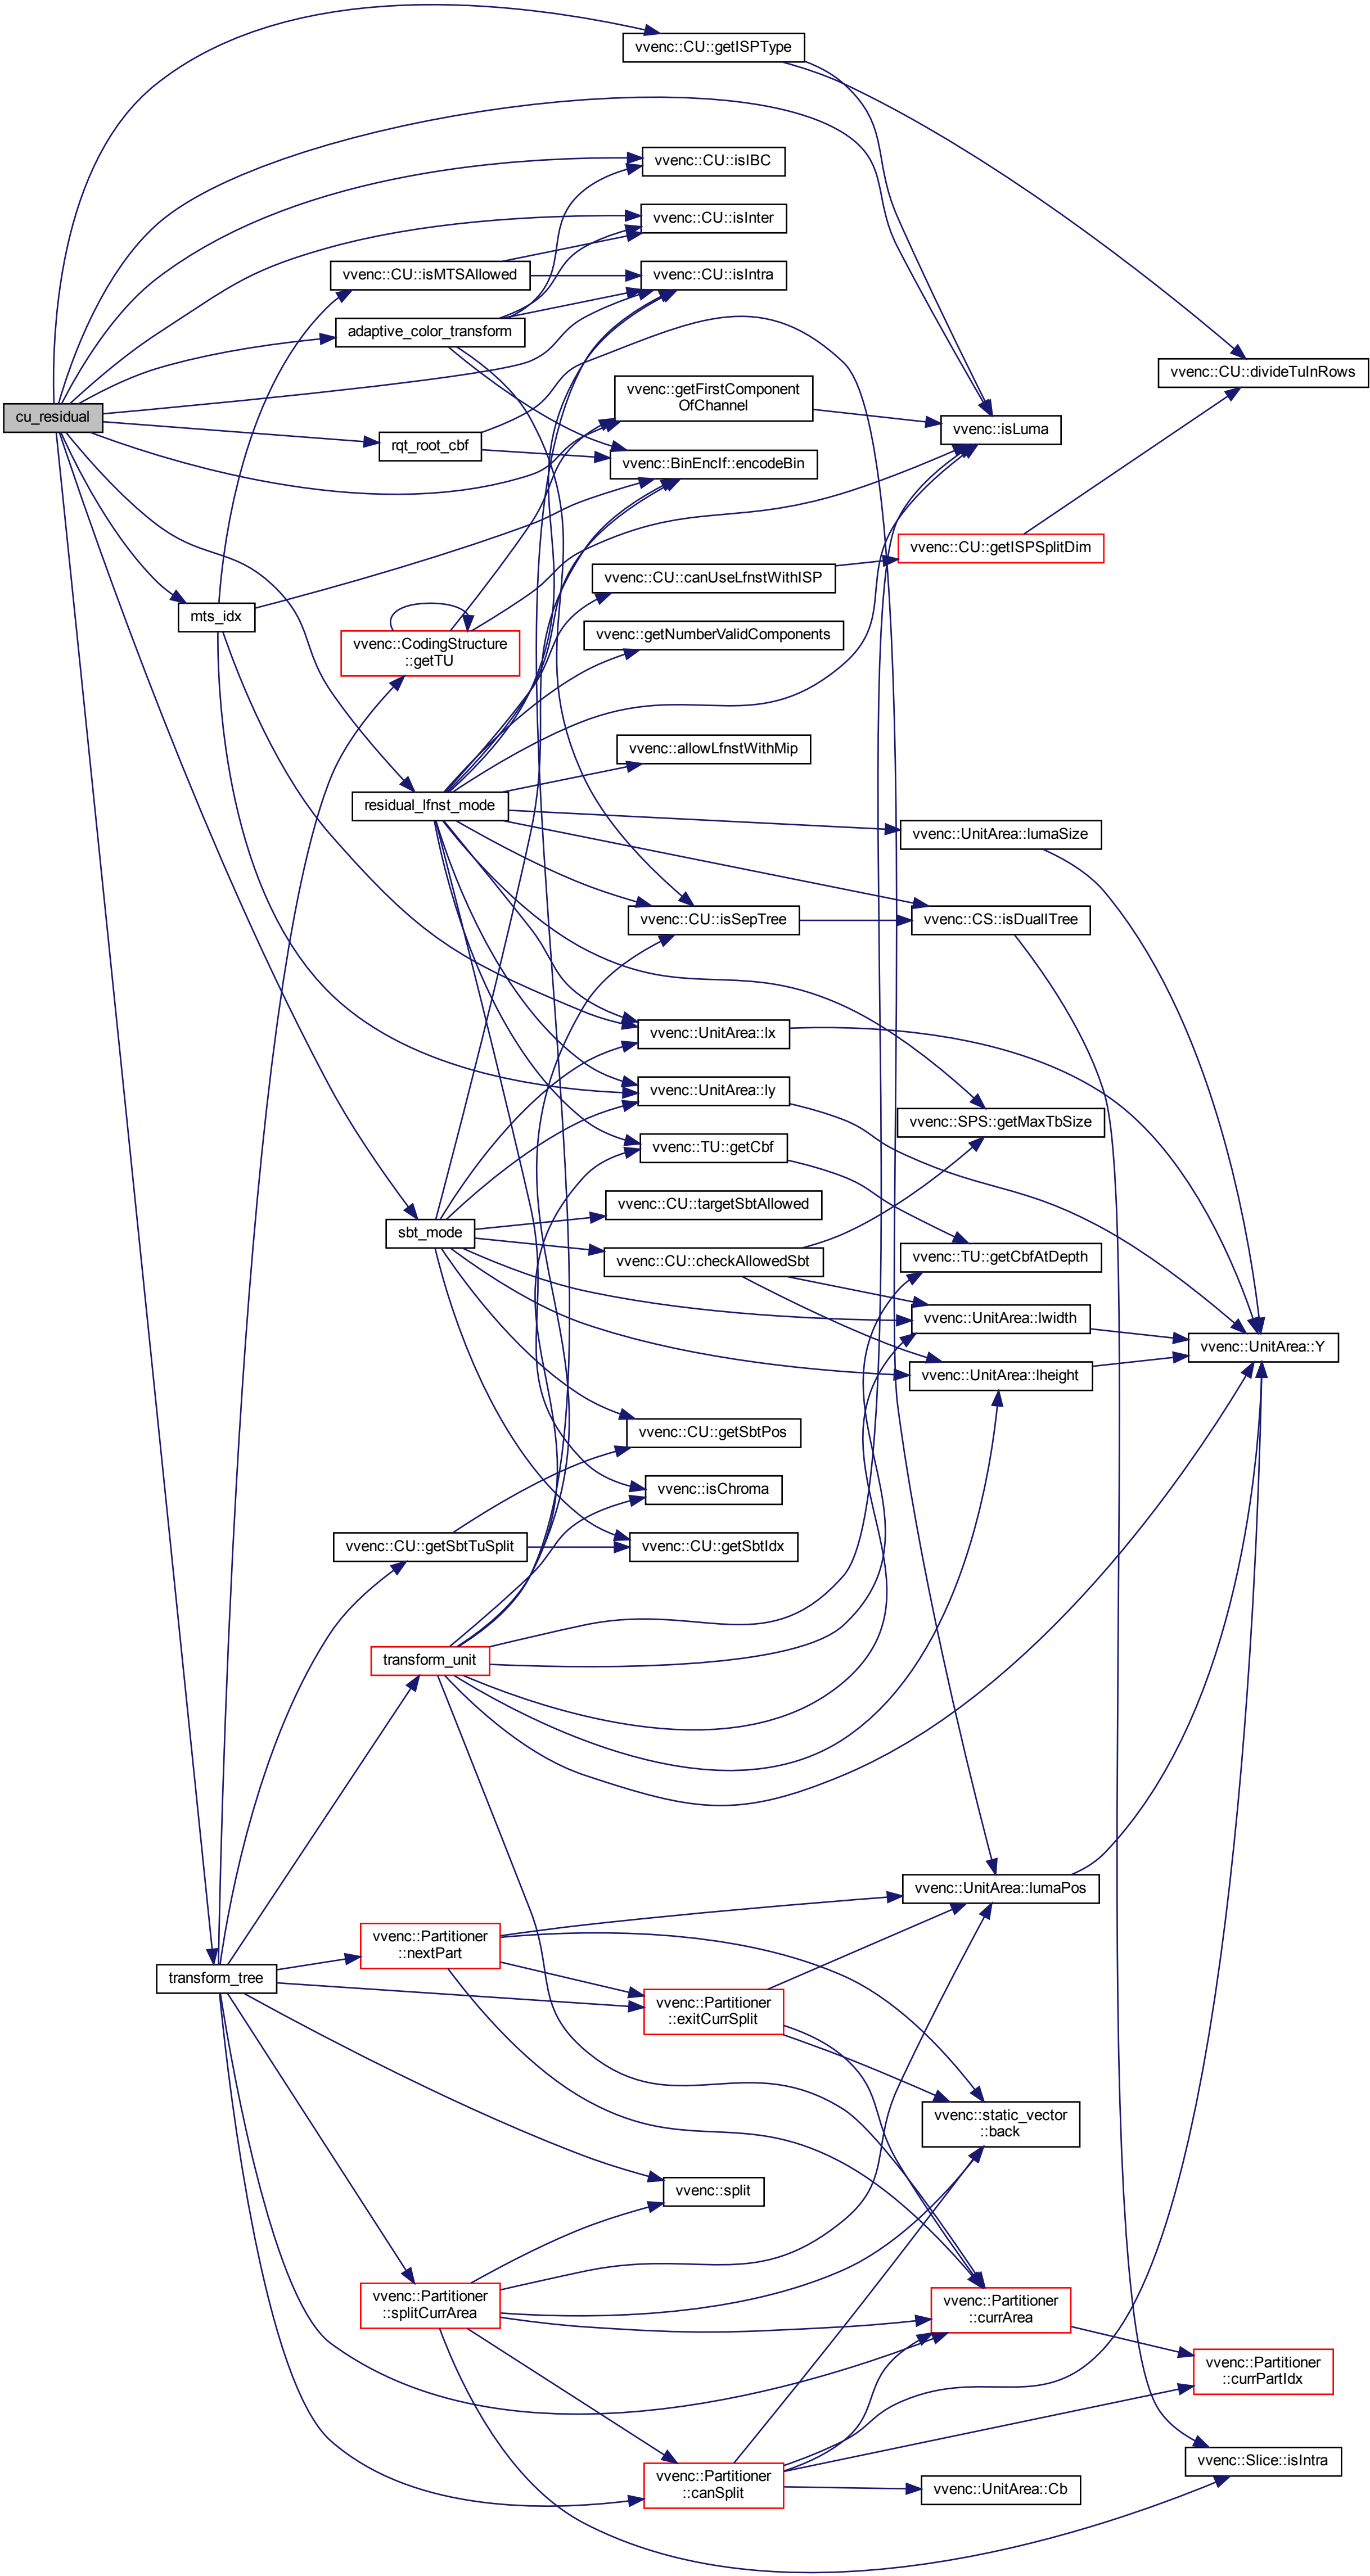 vvenc::CU::getISPType
vvenc::CU::isIBC
vvenc::CU::isInter
vvenc::CU::isMTSAllowed
vvenc::CU::isIntra
adaptive_color_transform
vvenc::CU::divideTuInRows
vvenc::getFirstComponent
OfChannel
cu_residual
vvenc::isLuma
rqt_root_cbf
vvenc::BinEncIf::encodeBin
vvenc::CU::getISPSplitDim
vvenc::CU::canUseLfnstWithISP
mts_idx
vvenc::getNumberValidComponents
vvenc::CodingStructure
::getTU
vvenc::allowLfnstWithMip
residual_lfnst_mode
vvenc::UnitArea::lumaSize
vvenc::CU::isSepTree
vvenc::CS::isDualITree
vvenc::UnitArea::lx
vvenc::UnitArea::ly
vvenc::SPS::getMaxTbSize
vvenc::TU::getCbf
vvenc::CU::targetSbtAllowed
sbt_mode
vvenc::TU::getCbfAtDepth
vvenc::CU::checkAllowedSbt
vvenc::UnitArea::lwidth
vvenc::UnitArea::Y
vvenc::UnitArea::lheight
vvenc::CU::getSbtPos
vvenc::isChroma
vvenc::CU::getSbtTuSplit
vvenc::CU::getSbtIdx
transform_unit
vvenc::UnitArea::lumaPos
vvenc::Partitioner
::nextPart
transform_tree
vvenc::Partitioner
::exitCurrSplit
vvenc::static_vector
::back
vvenc::split
vvenc::Partitioner
::splitCurrArea
vvenc::Partitioner
::currArea
vvenc::Partitioner
::currPartIdx
vvenc::Slice::isIntra
vvenc::Partitioner
::canSplit
vvenc::UnitArea::Cb